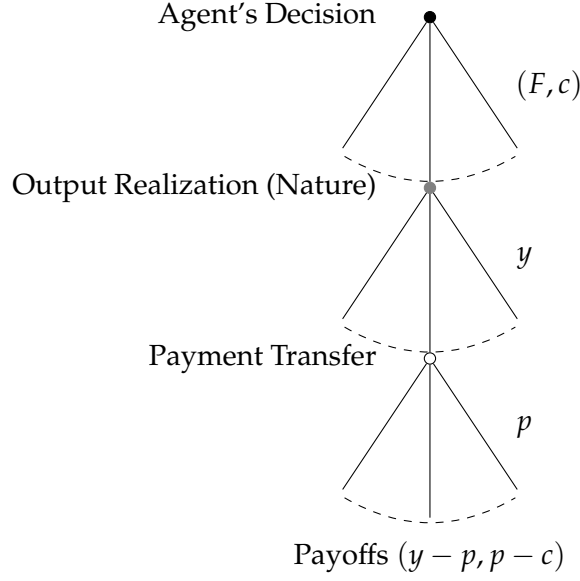 Agent's Decision
(F, c)
Output Realization (Nature)
y
Payment Transfer
p
Payoffs (y − p, p − c)